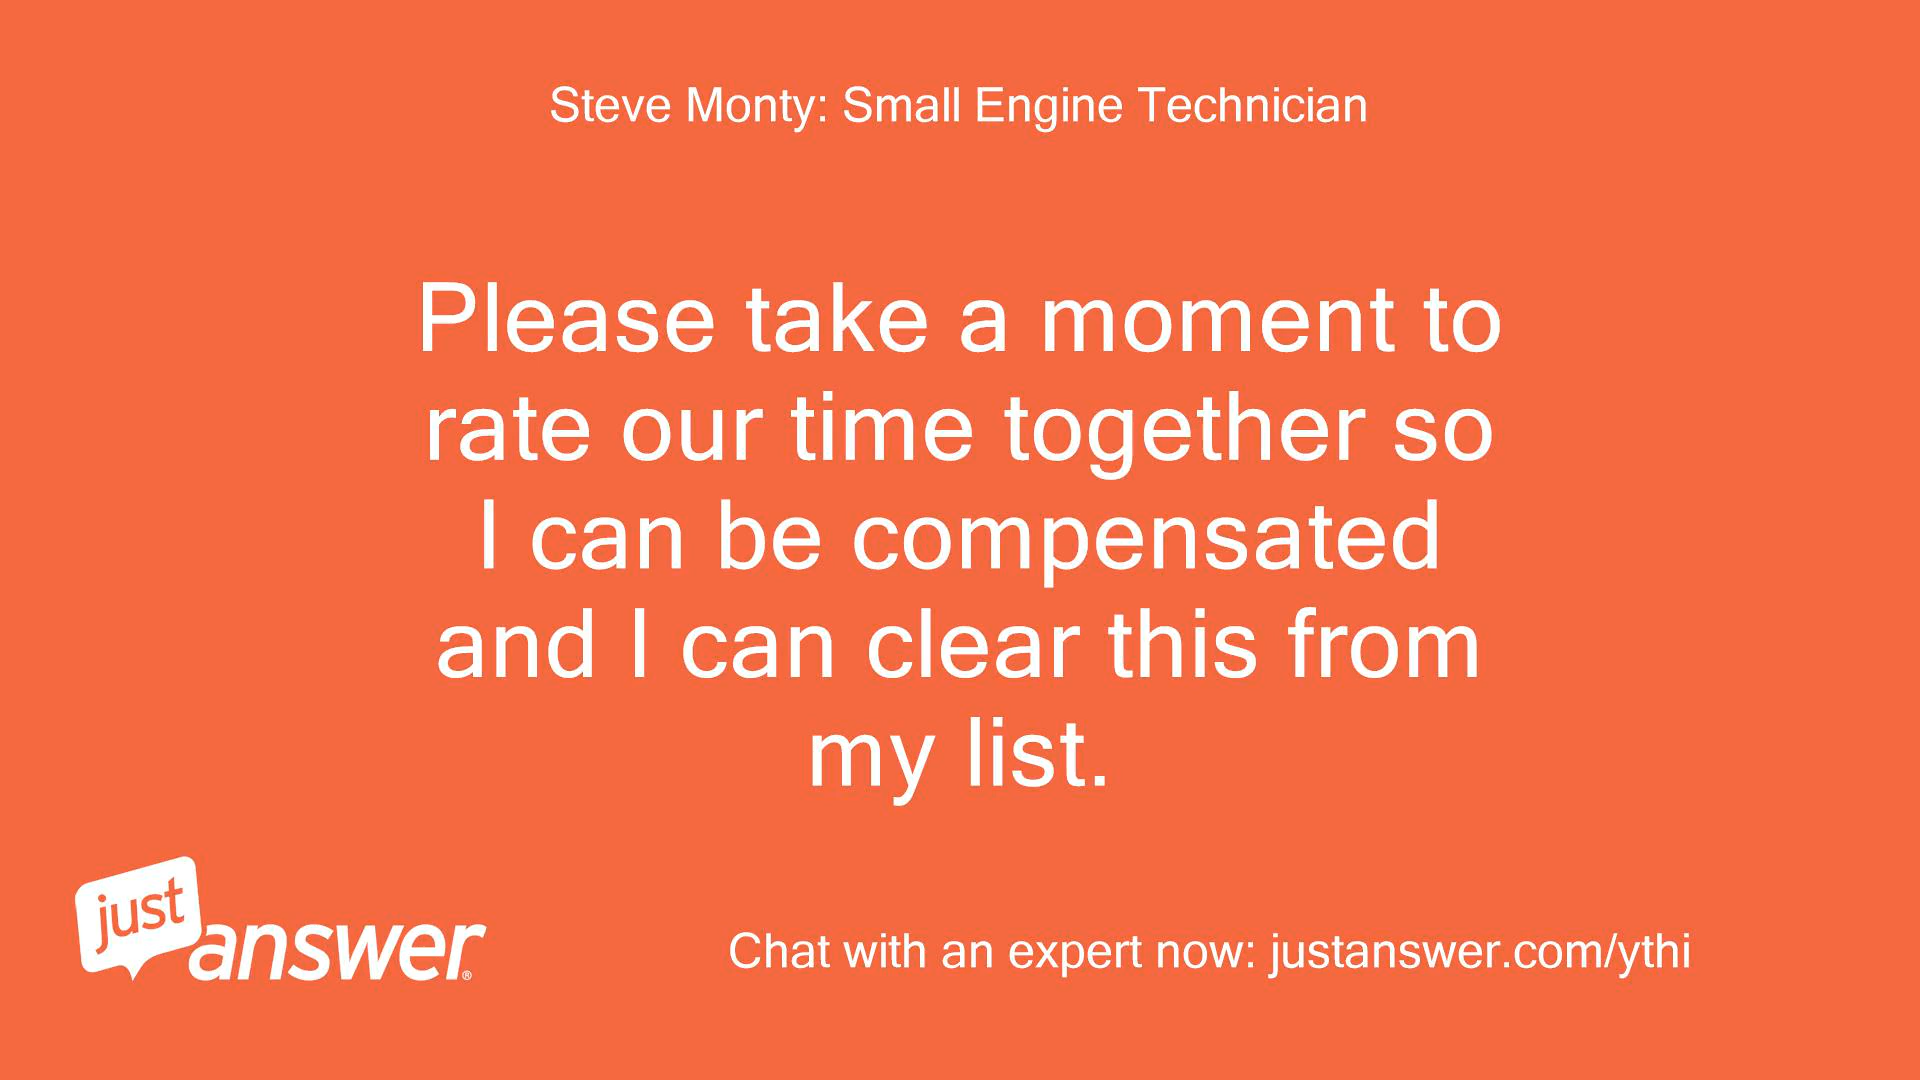 Steve Monty: Small Engine Technician
Please take a moment to
rate our time together so
I can be compensated
and I can clear this from
my list.
just
answer®
Chat with an expert now: justanswer.com/ythi